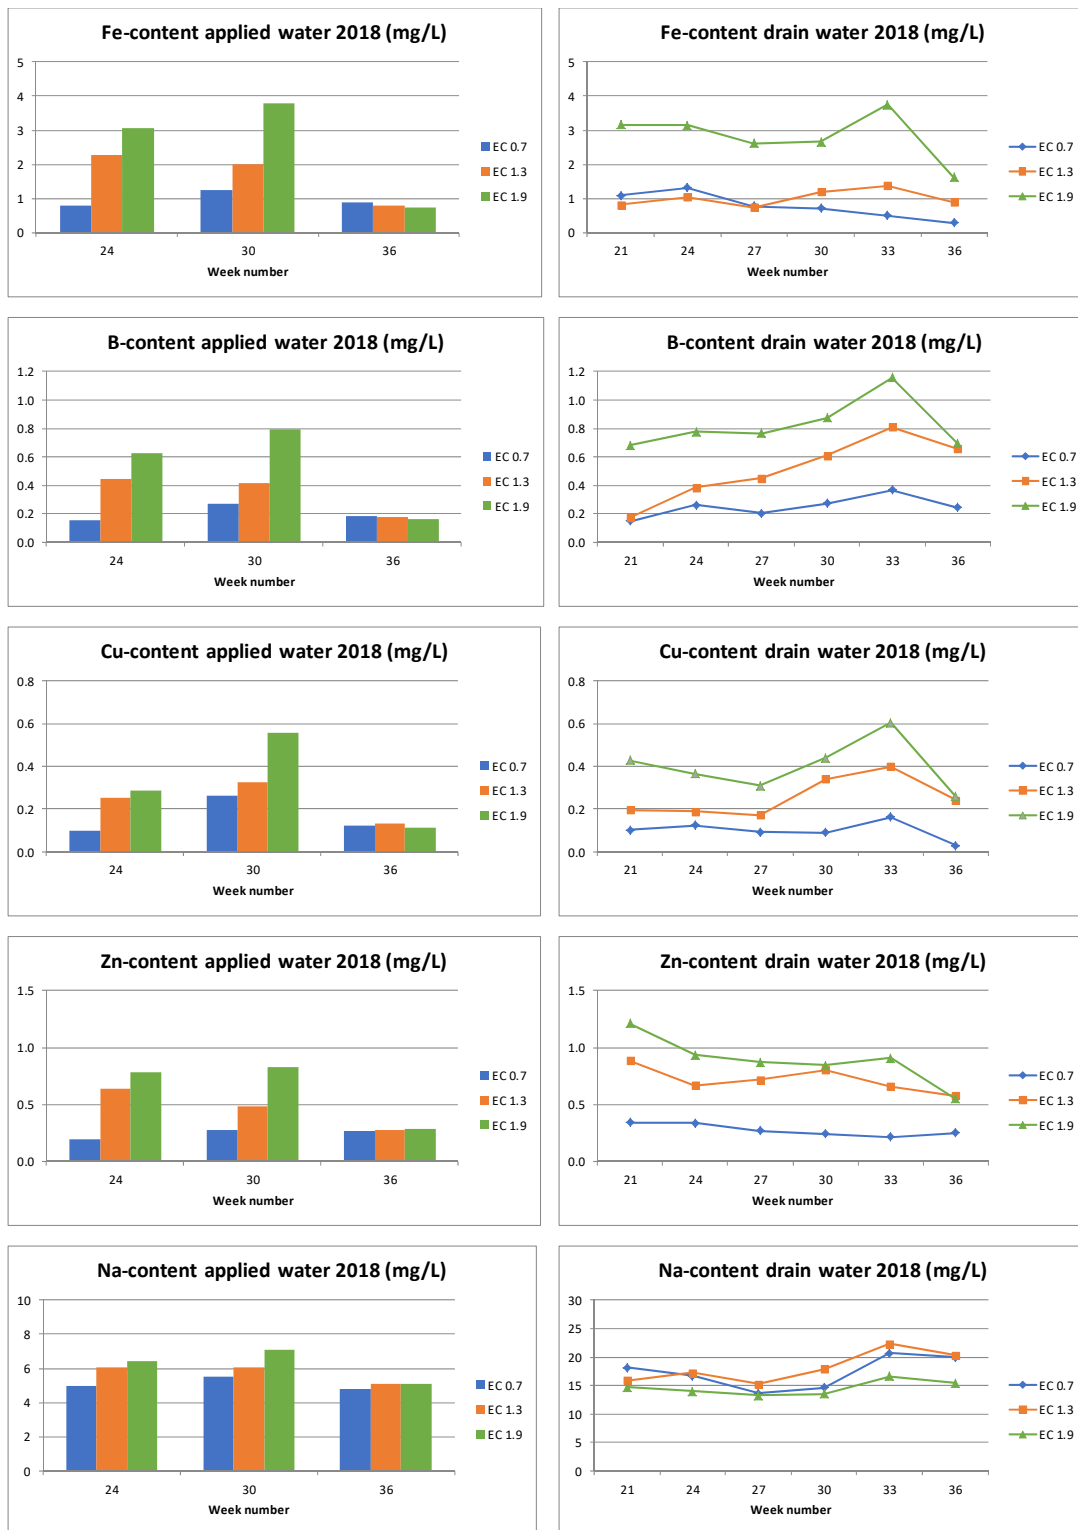 Fe-content applied water 2018 (mg/L)
5
4
3
2
1
0
24
30
36
Week number
EC 0.7
EC 1.3
EC 1.9
Fe-content drain water 2018 (mg/L)
5
4
3
2
1
0
21
24
27
30
33
36
Week number
EC 0.7
EC 1.3
EC 1.9
B-content applied water 2018 (mg/L)
1.2
1.0
0.8
0.6
0.4
0.2
0.0
24
30
36
Week number
EC 0.7
EC 1.3
EC 1.9
B-content drain water 2018 (mg/L)
1.2
1.0
0.8
0.6
0.4
0.2
0.0
21
24
27
30
33
36
Week number
EC 0.7
EC 1.3
EC 1.9
Cu-content applied water 2018 (mg/L)
0.8
0.6
0.4
0.2
0.0
24
30
36
Week number
EC 0.7
EC 1.3
EC 1.9
Cu-content drain water 2018 (mg/L)
0.8
0.6
0.4
0.2
0.0
21
24
27
30
33
36
Week number
EC 0.7
EC 1.3
EC 1.9
Zn-content applied water 2018 (mg/L)
1.5
1.0
0.5
0.0
24
30
36
Week number
EC 0.7
EC 1.3
EC 1.9
Zn-content drain water 2018 (mg/L)
1.5
1.0
0.5
0.0
21
24
27
30
33
36
Week number
EC 0.7
EC 1.3
EC 1.9
Na-content applied water 2018 (mg/L)
10
8
6
4
2
0
24
30
36
Week number
EC 0.7
EC 1.3
EC 1.9
Na-content drain water 2018 (mg/L)
30
25
20
15
10
5
0
21
24
27
30
33
36
Week number
EC 0.7
EC 1.3
EC 1.9